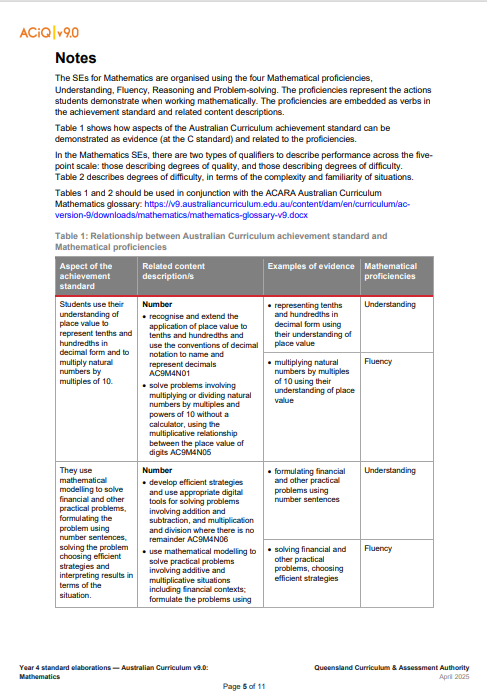 ACiQ v9.0
Notes
The SEs for Mathematics are organised using the four Mathematical proficiencies,
Understanding, Fluency, Reasoning and Problem-solving. The proficiencies represent the actions
students demonstrate when working mathematically. The proficiencies are embedded as verbs in
the achievement standard and related content descriptions.
Table 1 shows how aspects of the Australian Curriculum achievement standard can be
demonstrated as evidence (at the C standard) and related to the proficiencies.
In the Mathematics SEs, there are two types of qualifiers to describe performance across the five-
point scale: those describing degrees of quality, and those describing degrees of difficulty.
Table 2 describes degrees of difficulty, in terms of the complexity and familiarity of situations.
Tables 1 and 2 should be used in conjunction with the ACARA Australian Curriculum
Mathematics glossary: https://v9.australiancurriculum.edu.au/content/dam/en/curriculum/ac-
version-9/downloads/mathematics/mathematics-glossary-v9.docx
Table 1: Relationship between Australian Curriculum achievement standard and
Mathematical proficiencies
Aspect of the
achievement
standard
Related content
description/s
Examples of evidence
Mathematical
proficiencies
Students use their
understanding of
place value to
represent tenths and
hundredths in
decimal form and to
multiply natural
numbers by
multiples of 10.
Number
• recognise and extend the
application of place value to
tenths and hundredths and
use the conventions of decimal
notation to name and
represent decimals
AC9M4N01
• solve problems involving
multiplying or dividing natural
numbers by multiples and
powers of 10 without a
calculator, using the
multiplicative relationship
between the place value of
digits AC9M4N05
• representing tenths
and hundredths in
decimal form using
their understanding of
place value
Understanding
• multiplying natural
numbers by multiples
of 10 using their
understanding of place
value
Fluency
They use
mathematical
modelling to solve
financial and other
practical problems,
formulating the
problem using
number sentences,
solving the problem
choosing efficient
strategies and
interpreting results in
terms of the
situation.
Number
• develop efficient strategies
and use appropriate digital
tools for solving problems
involving addition and
subtraction, and multiplication
and division where there is no
remainder AC9M4N06
• use mathematical modelling to
solve practical problems
involving additive and
multiplicative situations
including financial contexts;
formulate the problems using
• formulating financial
and other practical
problems using
number sentences
Understanding
• solving financial and
other practical
problems, choosing
efficient strategies
Fluency
Year 4 standard elaborations — Australian Curriculum v9.0:
Mathematics
Queensland Curriculum & Assessment Authority
April 2025
Page 5 of 11